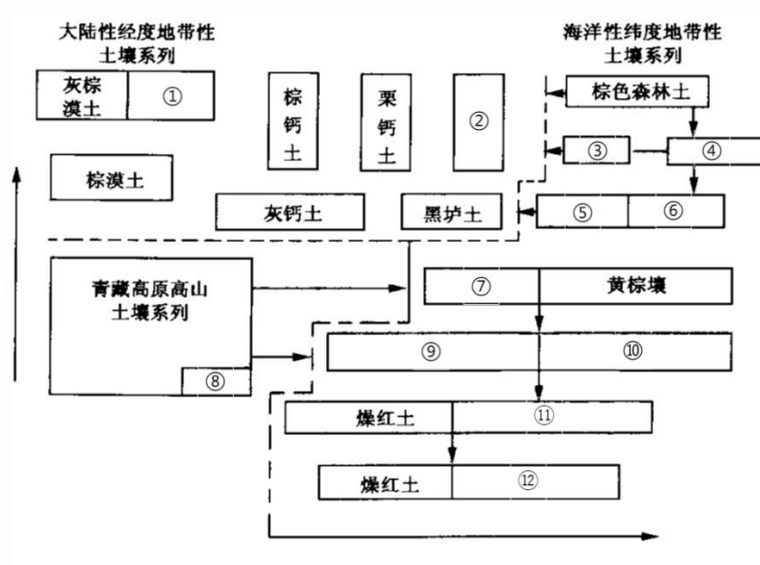 大陆性经度地带性
土壤系列
海洋性纬度地带性
土壤系列
灰棕
漠土
①
棕钙土
栗钙土
②
棕色森林土
③
④
棕漠土
灰钙土
黑垆土
⑤
⑥
青藏高原高山
土壤系列
⑦
黄棕壤
⑧
⑨
⑩
燥红土
⑪
燥红土
⑫